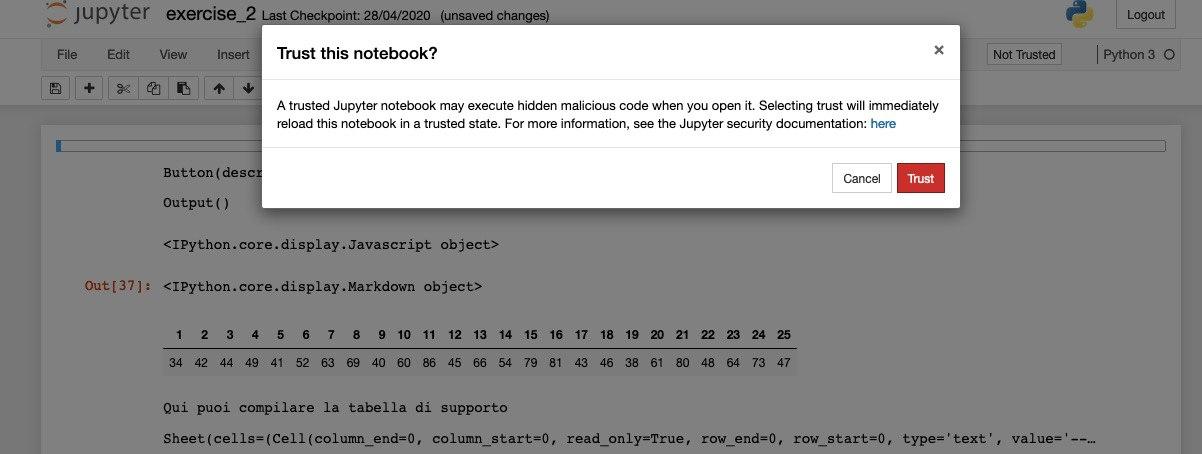 jupyter exercise_2 Last Checkpoint: 28/04/2020 (unsaved changes) Logout
File Edit View Insert Not Trusted Python 3
Trust this notebook?
A trusted Jupyter notebook may execute hidden malicious code when you open it. Selecting trust will immediately
reload this notebook in a trusted state. For more information, see the Jupyter security documentation: here
Cancel Trust
Button(descr
Output()
<IPython.core.display.Javascript object>
Out[37]: <IPython.core.display.Markdown object>
1 2 3 4 5 6 7 8 9 10 11 12 13 14 15 16 17 18 19 20 21 22 23 24 25
34 42 44 49 41 52 63 69 40 60 86 45 66 54 79 81 43 46 38 61 80 48 64 73 47
Qui puoi compilare la tabella di supporto
Sheet(cells=(Cell(column_end=0, column_start=0, read_only=True, row_end=0, row_start=0, type='text', value='--…